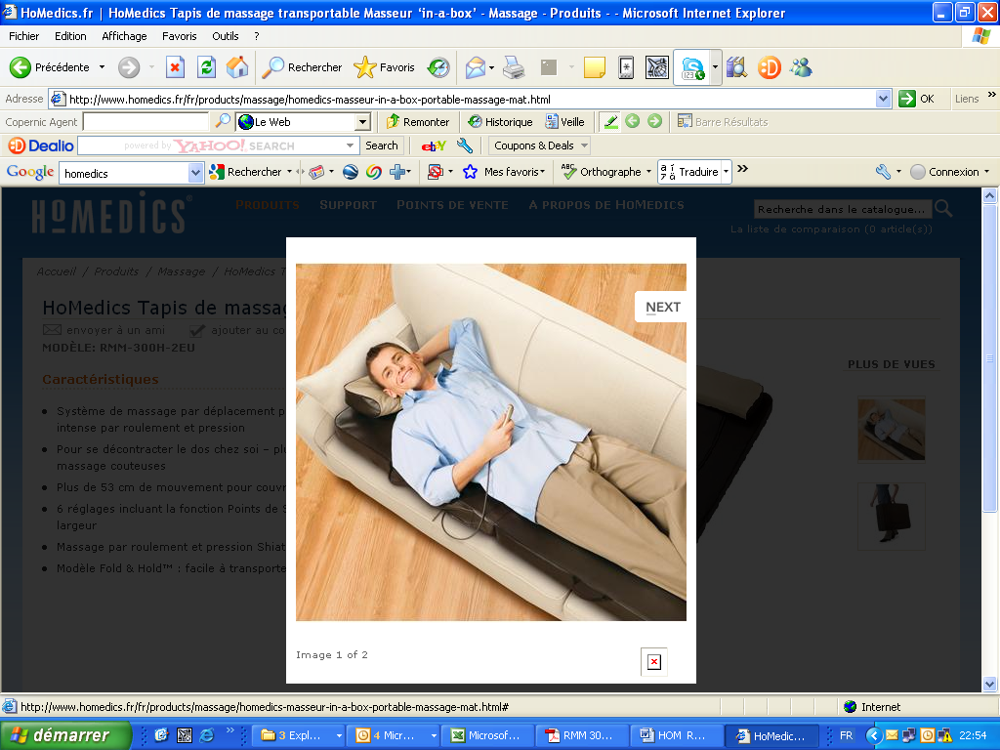 HoMedics.fr | HoMedics Tapis de massage transportable Masseur ‘in-a-box’ - Massage - Produits - - Microsoft Internet Explorer
Fichier Edition Affichage Favoris Outils ?
Précédente Rechercher Favoris
Adresse http://www.homedics.fr/fr/products/massage/homedics-masseur-in-a-box-portable-massage-mat.html OK Liens »
Copernic Agent Le Web Remonter Historique Veille Barre Résultats
Dealio powered by YAHOO! SEARCH Search ebY Coupons & Deals
Google homedics Rechercher Mes favoris ABC Orthographe Traduire » Connexion
HOMEDICS® PRODUITS SUPPORT POINTS DE VENTE A PROPOS DE HOMEDICS Recherche dans le catalogue...
La liste de comparaison (0 article(s))
Accueil / Produits / Massage / HoMedics T
HoMedics Tapis de massag
envoyer à un ami ajouter au co
MODÈLE: RMM-300H-2EU
Caractéristiques
Système de massage par déplacement p
intense par roulement et pression
Pour se décontracter le dos chez soi – plu
massage couteuses
Plus de 53 cm de mouvement pour couvr
6 réglages incluant la fonction Points de S
largeur
Massage par roulement et pression Shiat
Modèle Fold & Hold™ : facile à transporte
NEXT
PLUS DE VUES
Image 1 of 2
http://www.homedics.fr/fr/products/massage/homedics-masseur-in-a-box-portable-massage-mat.html# Internet
démarrer » 3 Expl... 4 Micr... Microsof... RMM 30... HOM R... HoMedic... FR 22:54